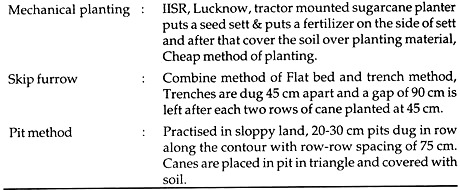 Mechanical planting : IISR, Lucknow, tractor mounted sugarcane planter
puts a seed sett & puts a fertilizer on the side of sett
and after that cover the soil over planting material,
Cheap method of planting.
Skip furrow : Combine method of Flat bed and trench method,
Trenches are dug 45 cm apart and a gap of 90 cm is
left after each two rows of cane planted at 45 cm.
Pit method : Practised in sloppy land, 20-30 cm pits dug in row
along the contour with row-row spacing of 75 cm.
Canes are placed in pit in triangle and covered with
soil.